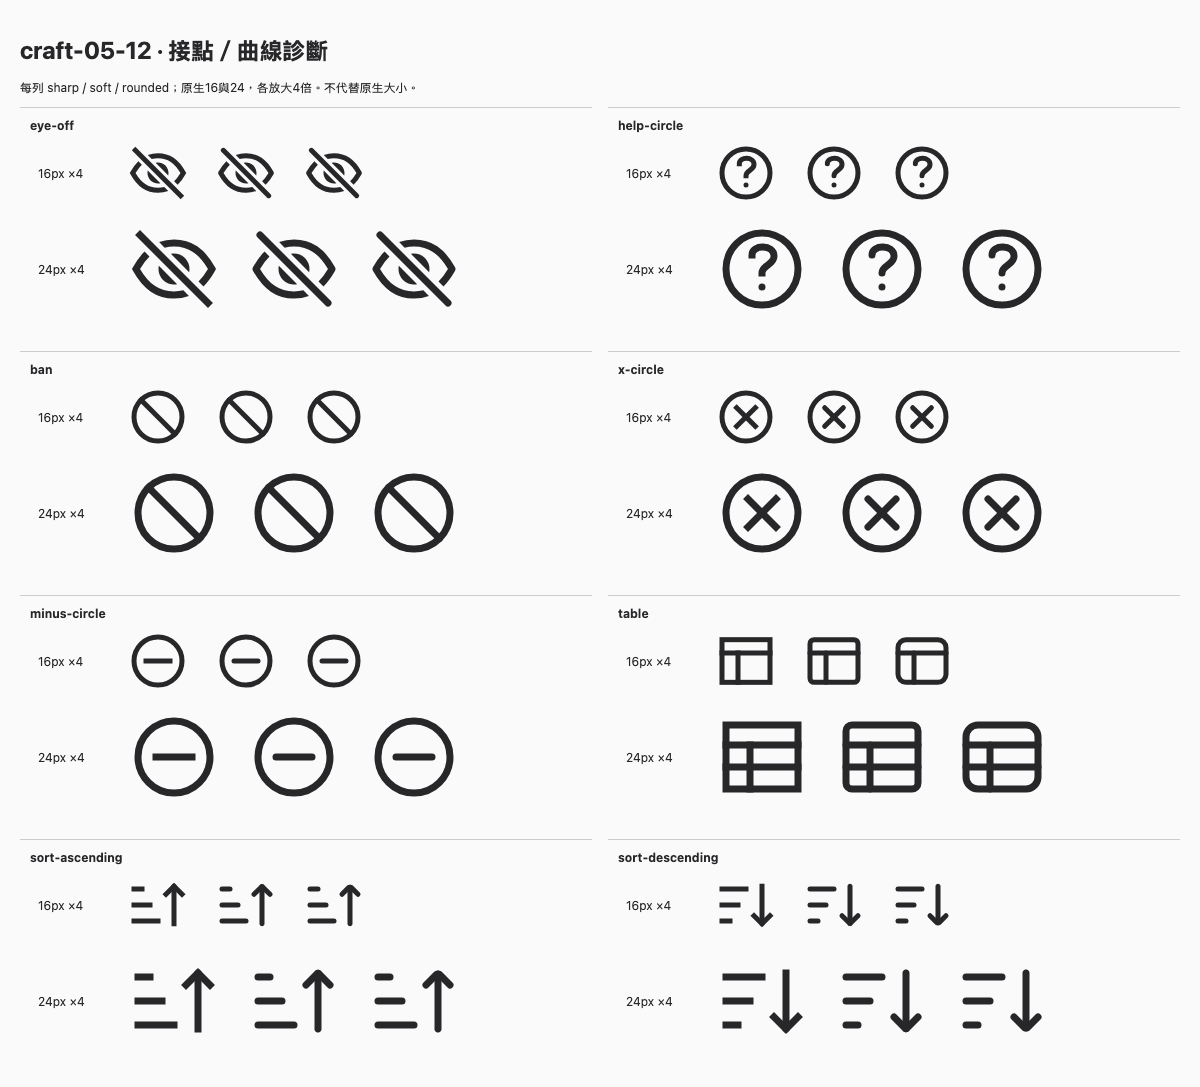 craft-05-12 · 接點 / 曲線診斷
每列 sharp / soft / rounded；原生16與24，各放大4倍。不代替原生大小。
eye-off
16px ×4
24px ×4
help-circle
16px ×4
24px ×4
ban
16px ×4
24px ×4
x-circle
16px ×4
24px ×4
minus-circle
16px ×4
24px ×4
table
16px ×4
24px ×4
sort-ascending
16px ×4
24px ×4
sort-descending
16px ×4
24px ×4